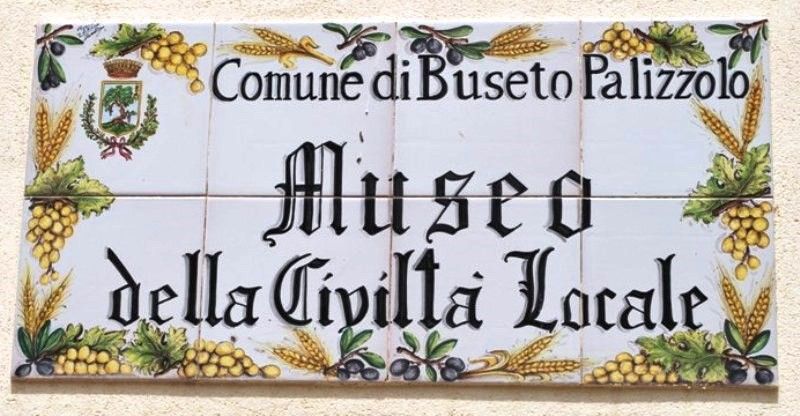 Comune di Buseto Palizzolo
Museo
della Civiltà Locale